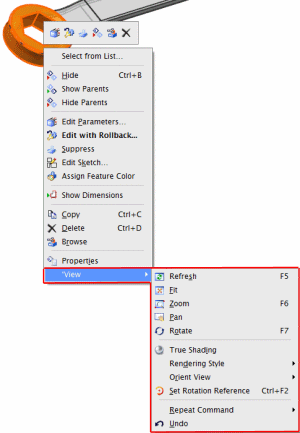 Select from List...
Hide Ctrl+B
Show Parents
Hide Parents
Edit Parameters...
Edit with Rollback...
Suppress
Edit Sketch...
Assign Feature Color
Show Dimensions
Copy Ctrl+C
Delete Ctrl+D
Browse
Properties
View
Refresh F5
Fit
Zoom F6
Pan
Rotate F7
True Shading
Rendering Style
Orient View
Set Rotation Reference Ctrl+F2
Repeat Command
Undo